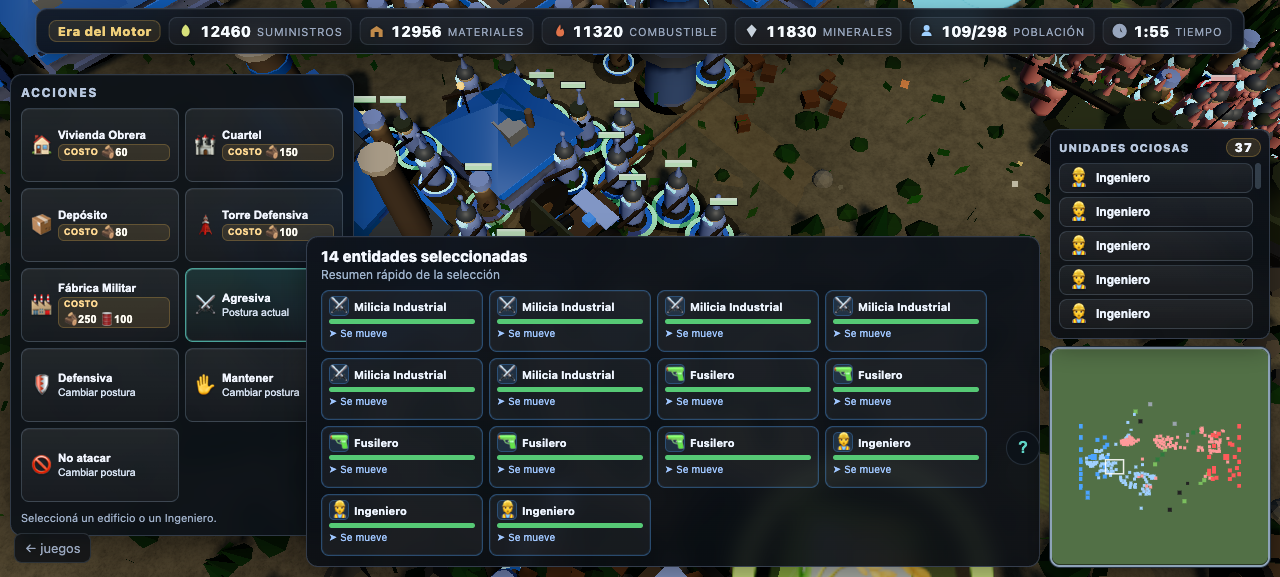 Era del Motor
12460 SUMINISTROS
12956 MATERIALES
11320 COMBUSTIBLE
11830 MINERALES
109/298 POBLACIÓN
1:55 TIEMPO
ACCIONES
Vivienda Obrera
COSTO 60
Cuartel
COSTO 150
Depósito
COSTO 80
Torre Defensiva
COSTO 100
Fábrica Militar
COSTO
250 100
Agresiva
Postura actual
Defensiva
Cambiar postura
Mantener
Cambiar postura
No atacar
Cambiar postura
Seleccioná un edificio o un Ingeniero.
← juegos
14 entidades seleccionadas
Resumen rápido de la selección
Milicia Industrial
➤ Se mueve
Milicia Industrial
➤ Se mueve
Milicia Industrial
➤ Se mueve
Milicia Industrial
➤ Se mueve
Milicia Industrial
➤ Se mueve
Milicia Industrial
➤ Se mueve
Fusilero
➤ Se mueve
Fusilero
➤ Se mueve
Fusilero
➤ Se mueve
Fusilero
➤ Se mueve
Fusilero
➤ Se mueve
Ingeniero
➤ Se mueve
Ingeniero
➤ Se mueve
Ingeniero
➤ Se mueve
?
UNIDADES OCIOSAS 37
Ingeniero
Ingeniero
Ingeniero
Ingeniero
Ingeniero